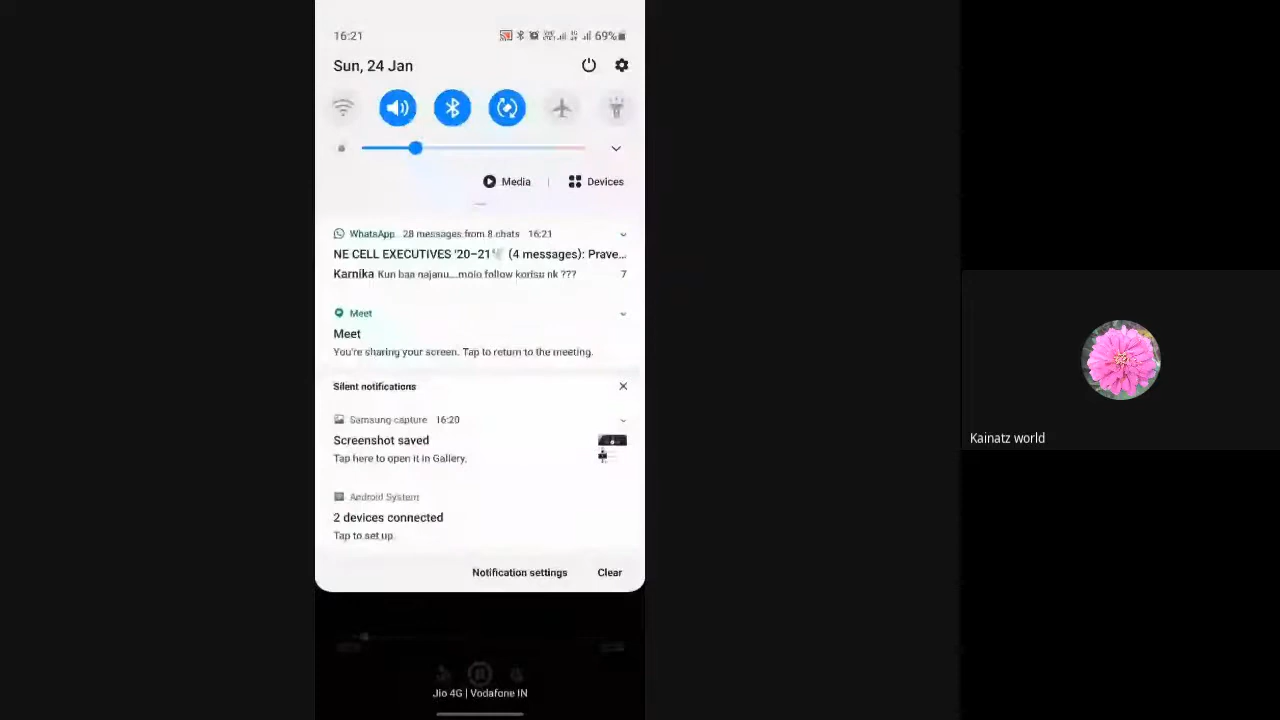 16:21
69%
Sun, 24 Jan
Media
Devices
WhatsApp 28 messages from 8 chats 16:21
NE CELL EXECUTIVES '20-21🕊 (4 messages): Prave...
Karnika Kun baa najanu....moio follow korisu nk ??? 7
Meet
Meet
You're sharing your screen. Tap to return to the meeting.
Silent notifications
Samsung capture 16:20
Screenshot saved
Tap here to open it in Gallery.
Android System
2 devices connected
Tap to set up.
Notification settings Clear
Jio 4G | Vodafone IN
Kainatz world